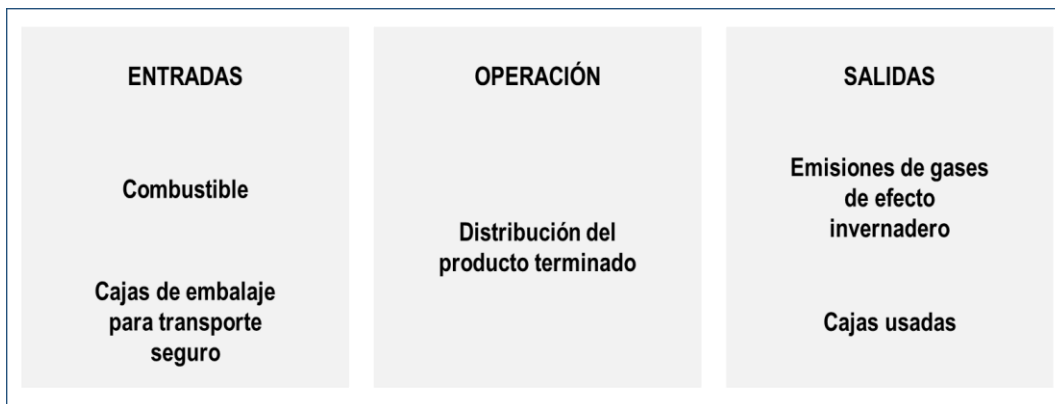 ENTRADAS
Combustible
Cajas de embalaje
para transporte
seguro
OPERACIÓN
Distribución del
producto terminado
SALIDAS
Emisiones de gases
de efecto
invernadero
Cajas usadas